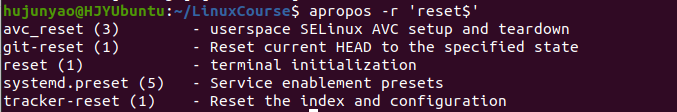 hujunyao@HJYUbuntu:~/LinuxCourse$ apropos -r 'reset$'
avc_reset (3)        - userspace SELinux AVC setup and teardown
git-reset (1)        - Reset current HEAD to the specified state
reset (1)            - terminal initialization
systemd.preset (5)   - Service enablement presets
tracker-reset (1)    - Reset the index and configuration